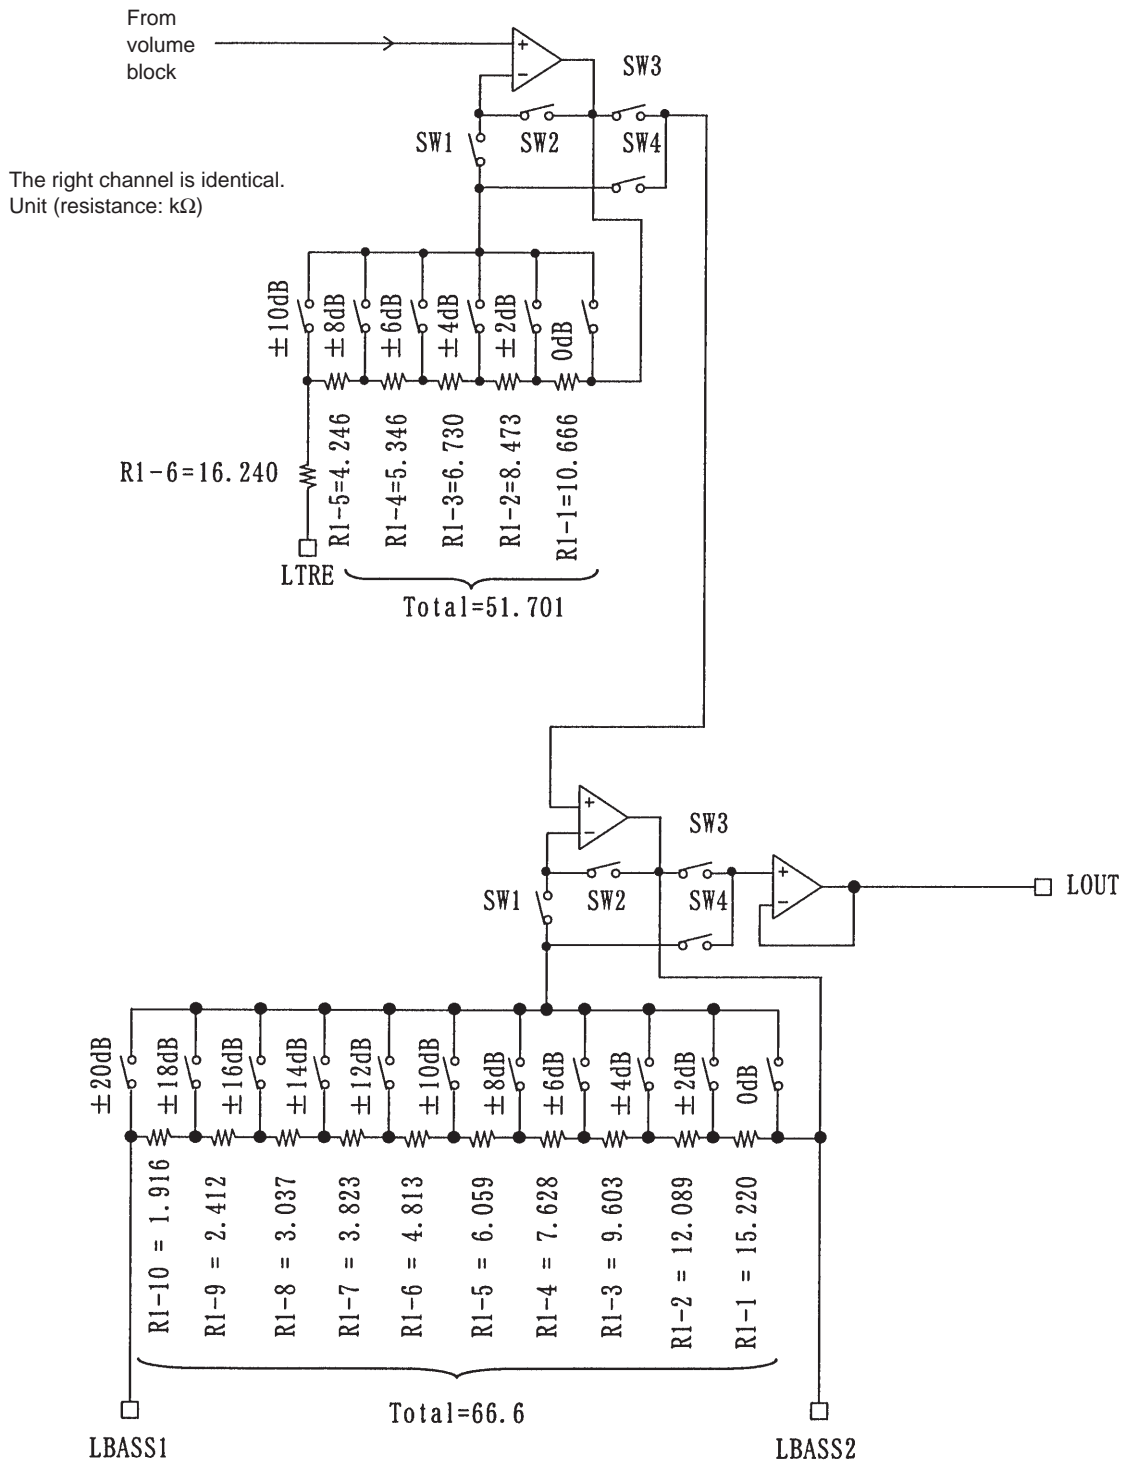 From
volume
block
+
−
SW3
SW1
SW2
SW4
The right channel is identical.
Unit (resistance: kΩ)
±10dB
±8dB
±6dB
±4dB
±2dB
0dB
R1-6=16.240
R1-5=4.246
R1-4=5.346
R1-3=6.730
R1-2=8.473
R1-1=10.666
LTRE
Total=51.701
+
−
SW3
SW1
SW2
SW4
+
−
LOUT
±20dB
±18dB
±16dB
±14dB
±12dB
±10dB
±8dB
±6dB
±4dB
±2dB
0dB
R1-10 = 1.916
R1-9 = 2.412
R1-8 = 3.037
R1-7 = 3.823
R1-6 = 4.813
R1-5 = 6.059
R1-4 = 7.628
R1-3 = 9.603
R1-2 = 12.089
R1-1 = 15.220
Total=66.6
LBASS1
LBASS2